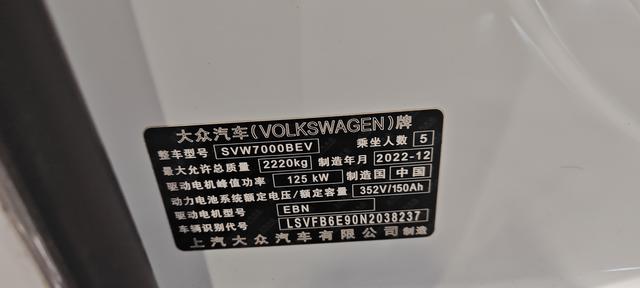 大众汽车(VOLKSWAGEN)牌
整车型号 SVW7000BEV 乘坐人数 5
最大允许总质量 2220kg 制造年月 2022-12
驱动电机峰值功率 125 kW 制造国 中国
动力电池系统额定电压/额定容量 352V/150Ah
驱动电机型号 EBN
车辆识别代号 LSVFB6E90N2038237
上汽大众汽车有限公司 制造